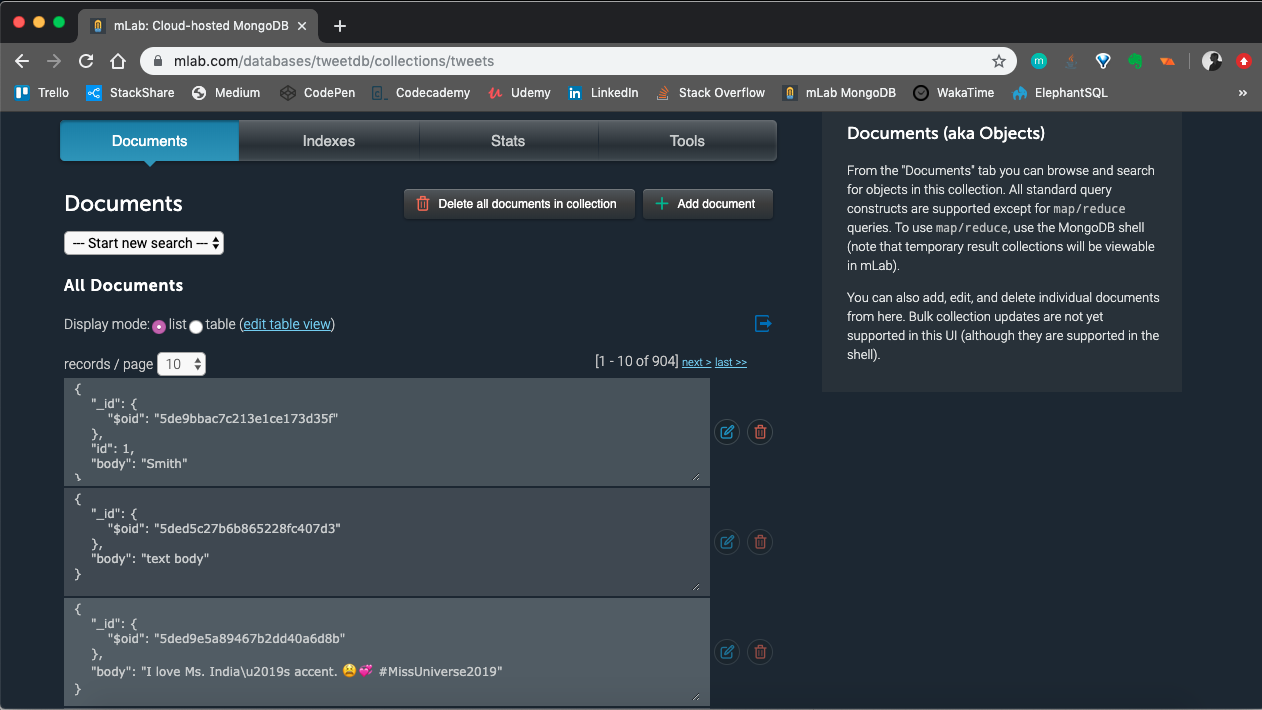 mLab: Cloud-hosted MongoDB
mlab.com/databases/tweetdb/collections/tweets
m
Trello StackShare Medium CodePen Codecademy Udemy LinkedIn Stack Overflow mLab MongoDB WakaTime ElephantSQL »
Documents Indexes Stats Tools
Documents
Delete all documents in collection
Add document
--- Start new search ---
All Documents
Display mode: list table (edit table view)
records / page 10
[1 - 10 of 904] next > last >>
{
"_id": {
"$oid": "5de9bbac7c213e1ce173d35f"
},
"id": 1,
"body": "Smith"
}
{
"_id": {
"$oid": "5ded5c27b6b865228fc407d3"
},
"body": "text body"
}
{
"_id": {
"$oid": "5ded9e5a89467b2dd40a6d8b"
},
"body": "I love Ms. India\u2019s accent. 😩💞 #MissUniverse2019"
}
Documents (aka Objects)
From the "Documents" tab you can browse and search
for objects in this collection. All standard query
constructs are supported except for map/reduce
queries. To use map/reduce, use the MongoDB shell
(note that temporary result collections will be viewable
in mLab).
You can also add, edit, and delete individual documents
from here. Bulk collection updates are not yet
supported in this UI (although they are supported in the
shell).